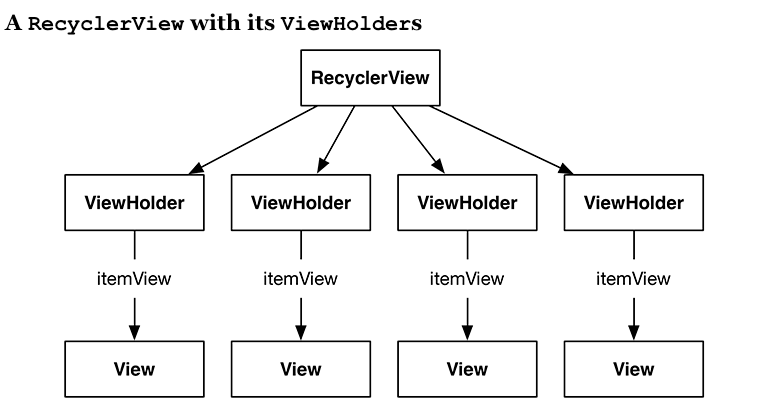 A RecyclerView with its ViewHolders
RecyclerView
ViewHolder ViewHolder ViewHolder ViewHolder
itemView itemView itemView itemView
View View View View